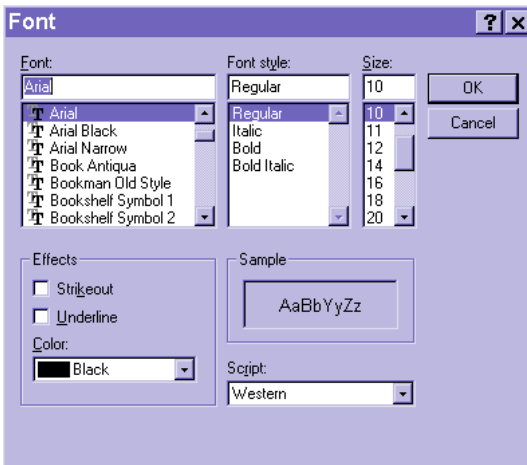 Font
? ×
Font:
Arial
Arial
Arial Black
Arial Narrow
Book Antiqua
Bookman Old Style
Bookshelf Symbol 1
Bookshelf Symbol 2
Font style:
Regular
Regular
Italic
Bold
Bold Italic
Size:
10
10
11
12
14
16
18
20
OK
Cancel
Effects
Strikeout
Underline
Color:
Black
Sample
AaBbYyZz
Script:
Western